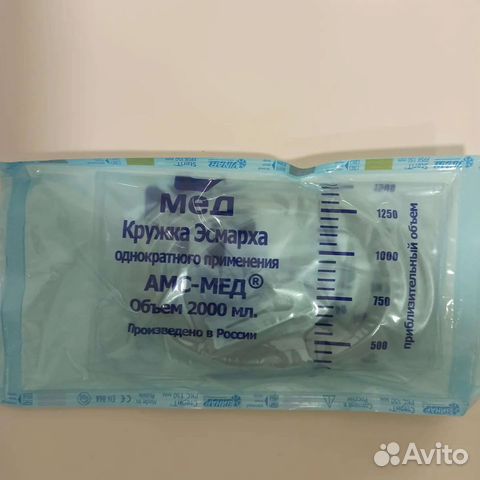 мед
Кружка Эсмарха
однократного применения
АМС-МЕД®
Объем 2000 мл.
Произведено в России
1250
1000
750
500
приблизительный объем
ВИНАР
Avito